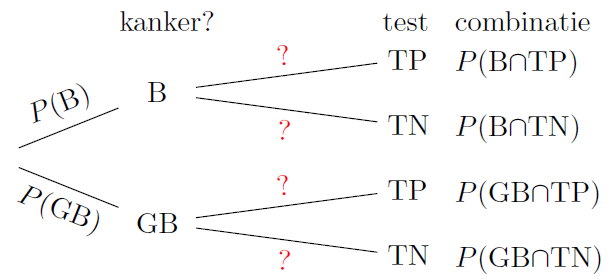 kanker? test combinatie
? TP P(B∩TP)
P(B) B
? TN P(B∩TN)
? TP P(GB∩TP)
P(GB) GB
? TN P(GB∩TN)